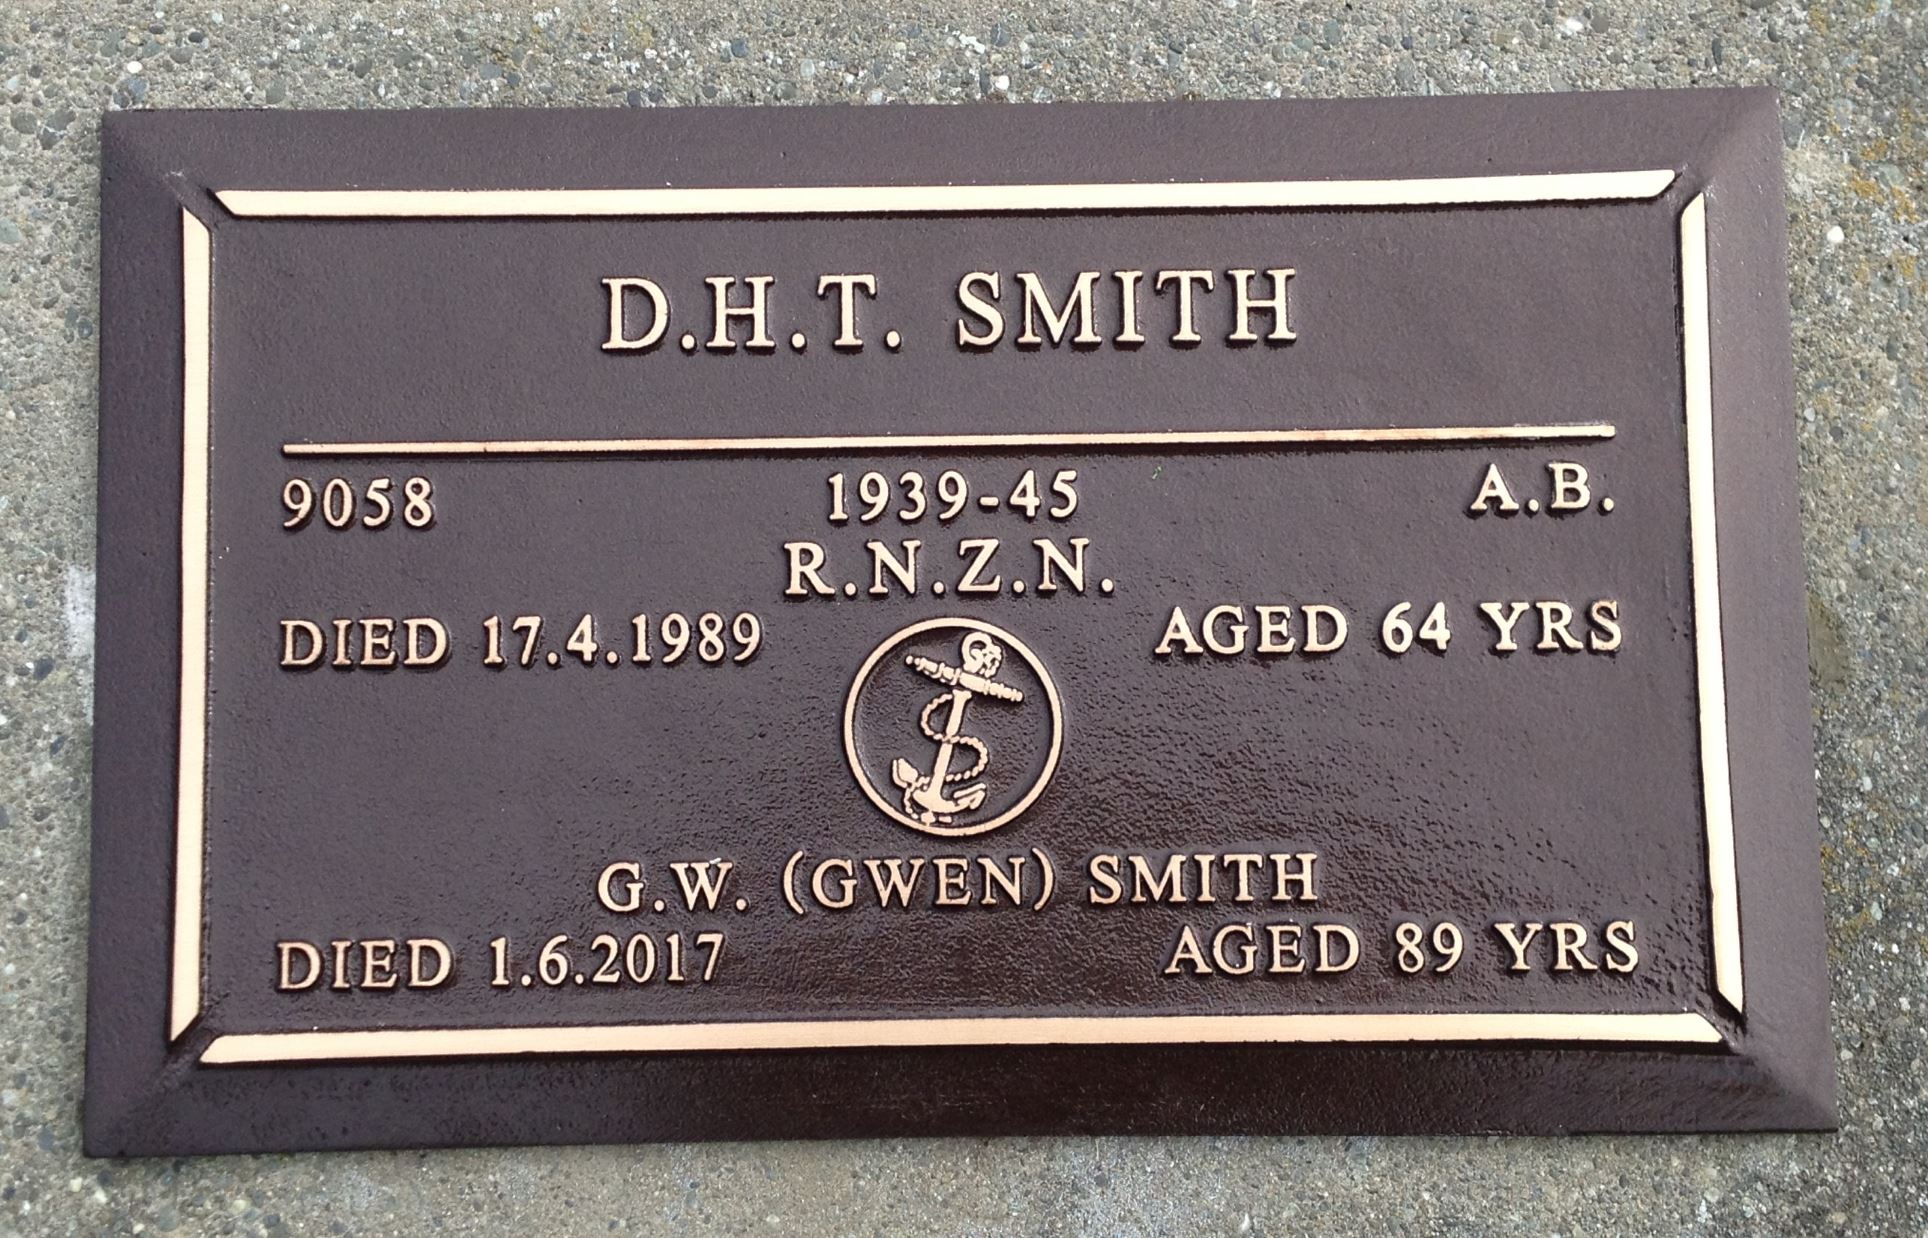 D.H.T. SMITH
9058 1939-45 A.B.
R.N.Z.N.
DIED 17.4.1989 AGED 64 YRS
G.W. (GWEN) SMITH
DIED 1.6.2017 AGED 89 YRS